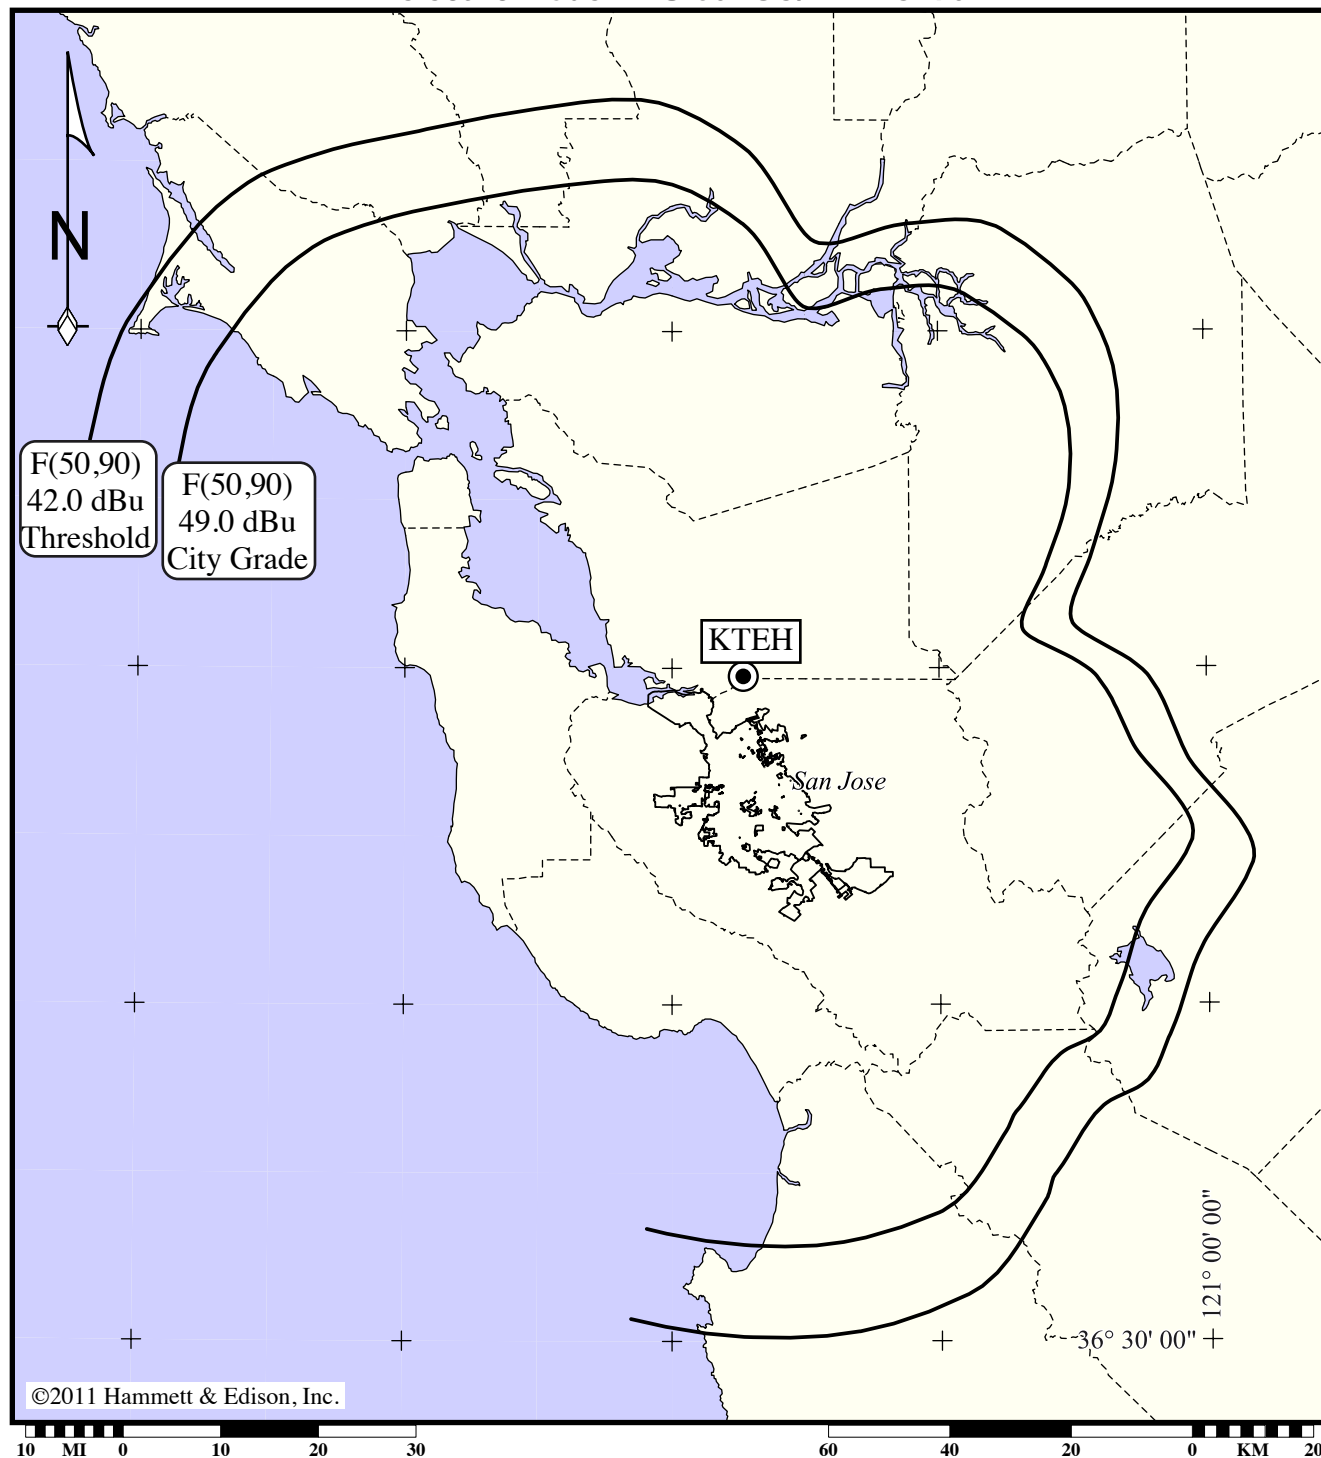 N
F(50,90)
42.0 dBu
Threshold
F(50,90)
49.0 dBu
City Grade
KTEH
San Jose
121° 00' 00"
36° 30' 00"
©2011 Hammett & Edison, Inc.
10 MI 0 10 20 30
60 40 20 0 KM 20